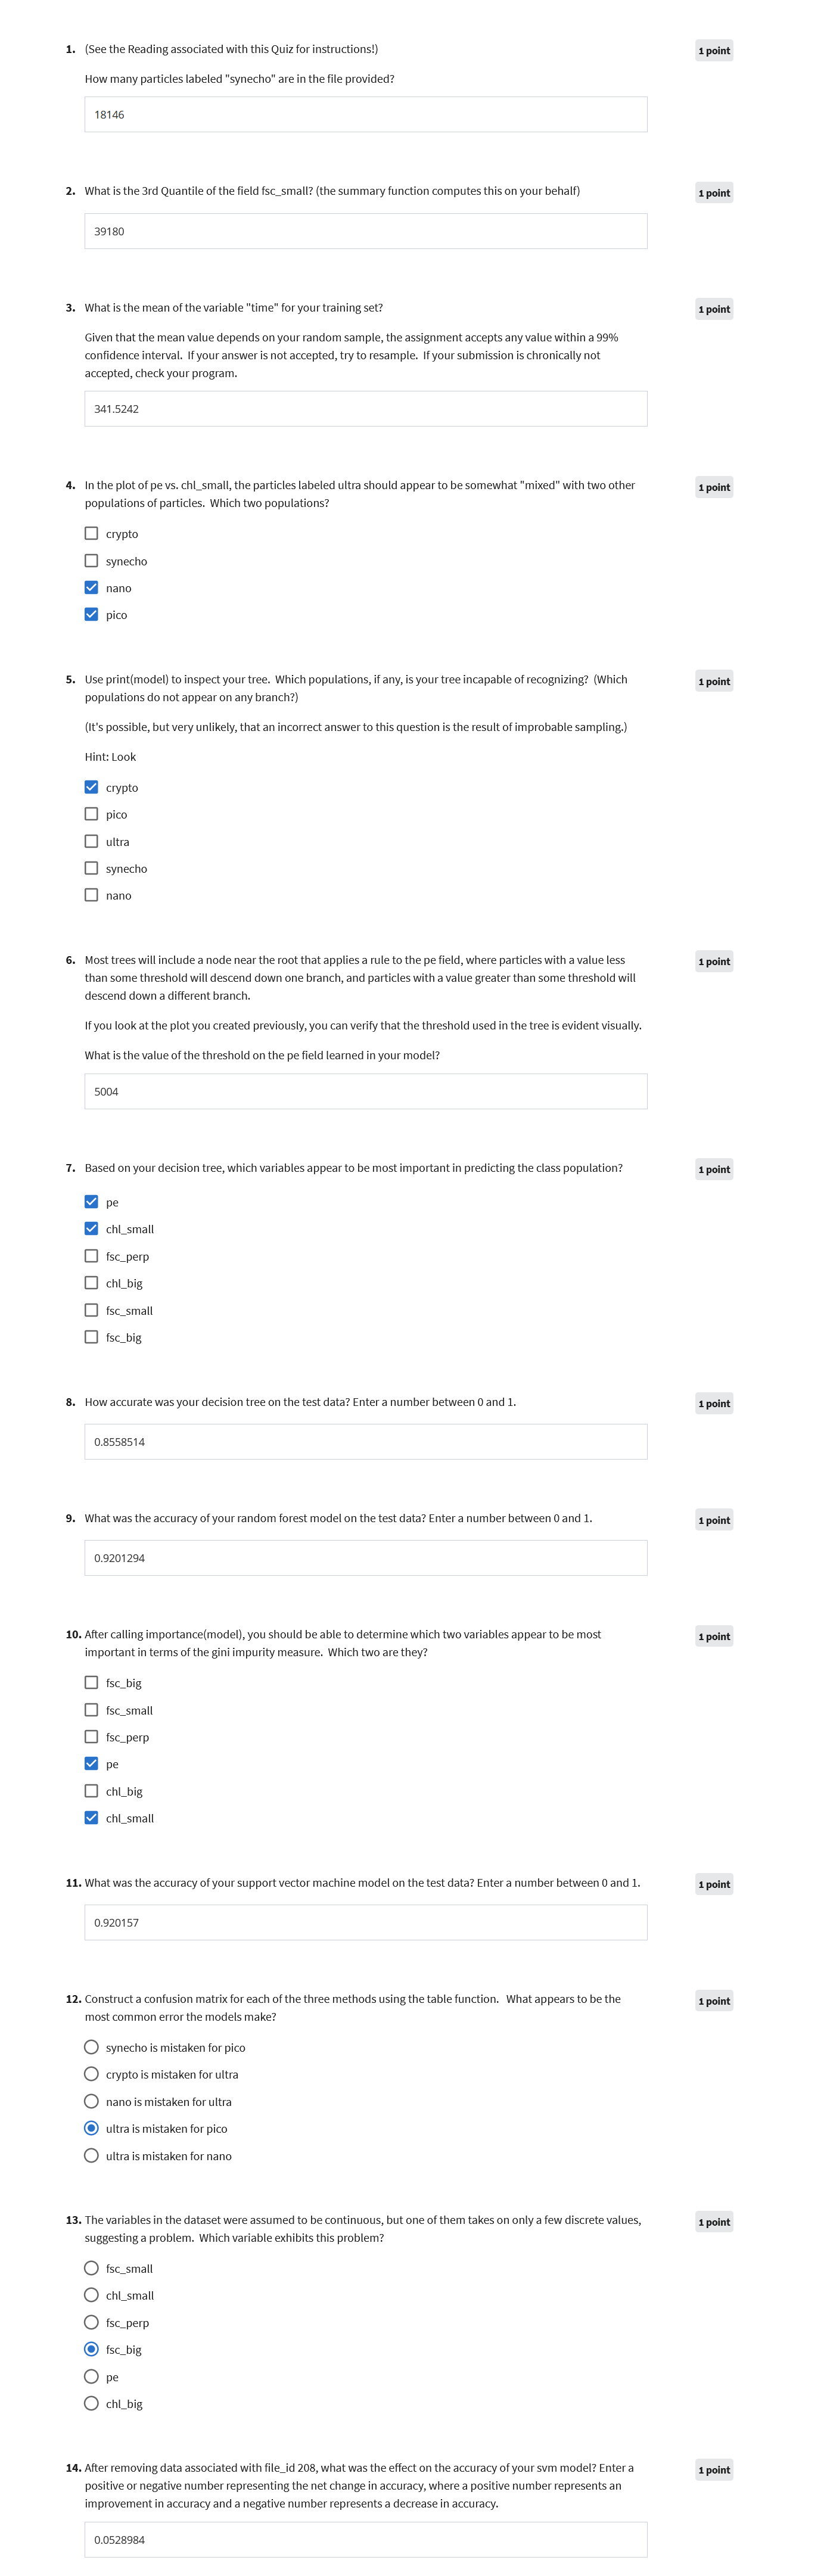 1. (See the Reading associated with this Quiz for instructions!)
1 point
How many particles labeled "synecho" are in the file provided?
18146
2. What is the 3rd Quantile of the field fsc_small? (the summary function computes this on your behalf)
1 point
39180
3. What is the mean of the variable "time" for your training set?
1 point
Given that the mean value depends on your random sample, the assignment accepts any value within a 99%
confidence interval. If your answer is not accepted, try to resample. If your submission is chronically not
accepted, check your program.
341.5242
4. In the plot of pe vs. chl_small, the particles labeled ultra should appear to be somewhat "mixed" with two other
populations of particles. Which two populations?
1 point
crypto
synecho
nano
pico
5. Use print(model) to inspect your tree. Which populations, if any, is your tree incapable of recognizing? (Which
populations do not appear on any branch?)
1 point
(It's possible, but very unlikely, that an incorrect answer to this question is the result of improbable sampling.)
Hint: Look
crypto
pico
ultra
synecho
nano
6. Most trees will include a node near the root that applies a rule to the pe field, where particles with a value less
than some threshold will descend down one branch, and particles with a value greater than some threshold will
descend down a different branch.
1 point
If you look at the plot you created previously, you can verify that the threshold used in the tree is evident visually.
What is the value of the threshold on the pe field learned in your model?
5004
7. Based on your decision tree, which variables appear to be most important in predicting the class population?
1 point
pe
chl_small
fsc_perp
chl_big
fsc_small
fsc_big
8. How accurate was your decision tree on the test data? Enter a number between 0 and 1.
1 point
0.8558514
9. What was the accuracy of your random forest model on the test data? Enter a number between 0 and 1.
1 point
0.9201294
10. After calling importance(model), you should be able to determine which two variables appear to be most
important in terms of the gini impurity measure. Which two are they?
1 point
fsc_big
fsc_small
fsc_perp
pe
chl_big
chl_small
11. What was the accuracy of your support vector machine model on the test data? Enter a number between 0 and 1.
1 point
0.920157
12. Construct a confusion matrix for each of the three methods using the table function. What appears to be the
most common error the models make?
1 point
synecho is mistaken for pico
crypto is mistaken for ultra
nano is mistaken for ultra
ultra is mistaken for pico
ultra is mistaken for nano
13. The variables in the dataset were assumed to be continuous, but one of them takes on only a few discrete values,
suggesting a problem. Which variable exhibits this problem?
1 point
fsc_small
chl_small
fsc_perp
fsc_big
pe
chl_big
14. After removing data associated with file_id 208, what was the effect on the accuracy of your svm model? Enter a
positive or negative number representing the net change in accuracy, where a positive number represents an
improvement in accuracy and a negative number represents a decrease in accuracy.
1 point
0.0528984